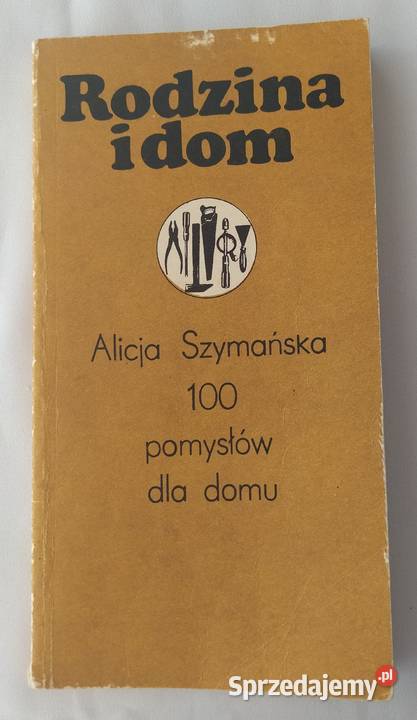 Rodzina
i dom
Alicja Szymańska
100
pomysłów
dla domu
Sprzedajemy.pl